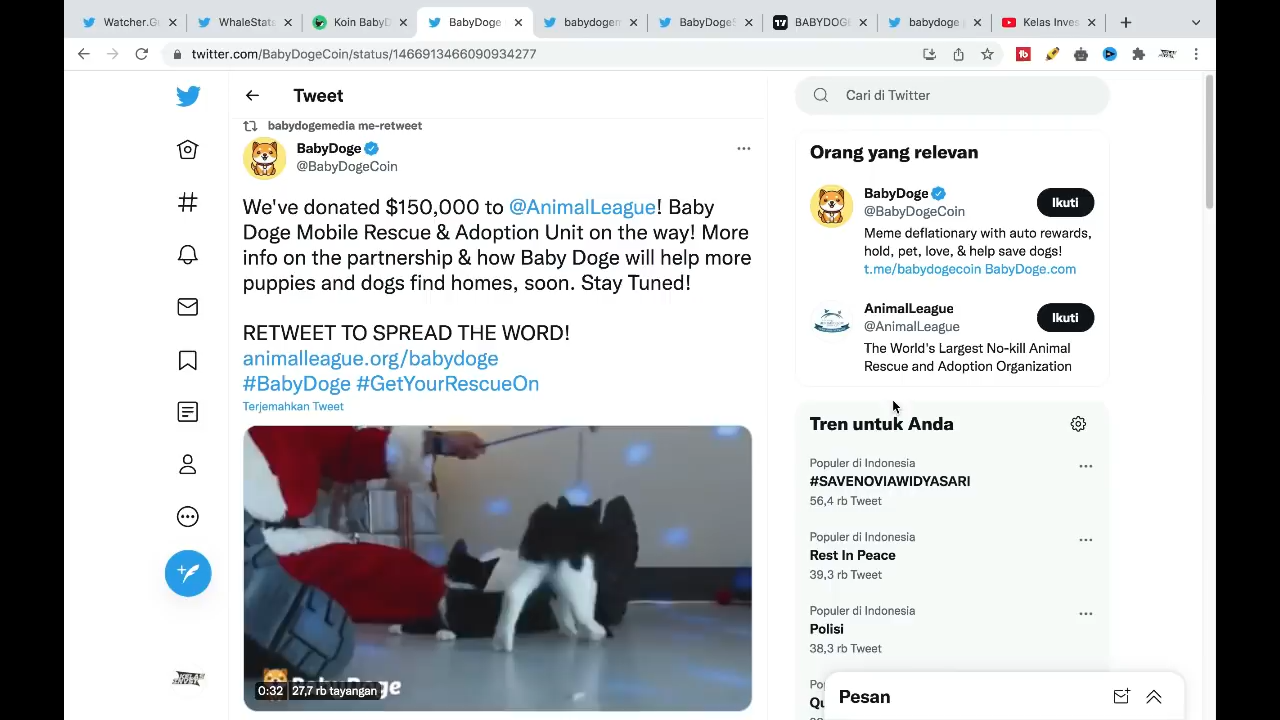 Watcher.G
WhaleStats
Koin BabyD
BabyDoge
babydogem
BabyDogeS
BABYDOGE
babydoge
Kelas Inves
twitter.com/BabyDogeCoin/status/1466913466090934277
Tweet
babydogemedia me-retweet
BabyDoge
@BabyDogeCoin
We've donated $150,000 to @AnimalLeague! Baby
Doge Mobile Rescue & Adoption Unit on the way! More
info on the partnership & how Baby Doge will help more
puppies and dogs find homes, soon. Stay Tuned!
RETWEET TO SPREAD THE WORD!
animalleague.org/babydoge
#BabyDoge #GetYourRescueOn
Terjemahkan Tweet
BabyDoge
0:32 27,7 rb tayangan
Cari di Twitter
Orang yang relevan
BabyDoge
@BabyDogeCoin
Ikuti
Meme deflationary with auto rewards,
hold, pet, love, & help save dogs!
t.me/babydogecoin BabyDoge.com
AnimalLeague
@AnimalLeague
Ikuti
The World's Largest No-kill Animal
Rescue and Adoption Organization
Tren untuk Anda
Populer di Indonesia
#SAVENOVIAWIDYASARI
56,4 rb Tweet
Populer di Indonesia
Rest In Peace
39,3 rb Tweet
Populer di Indonesia
Polisi
38,3 rb Tweet
Pesan